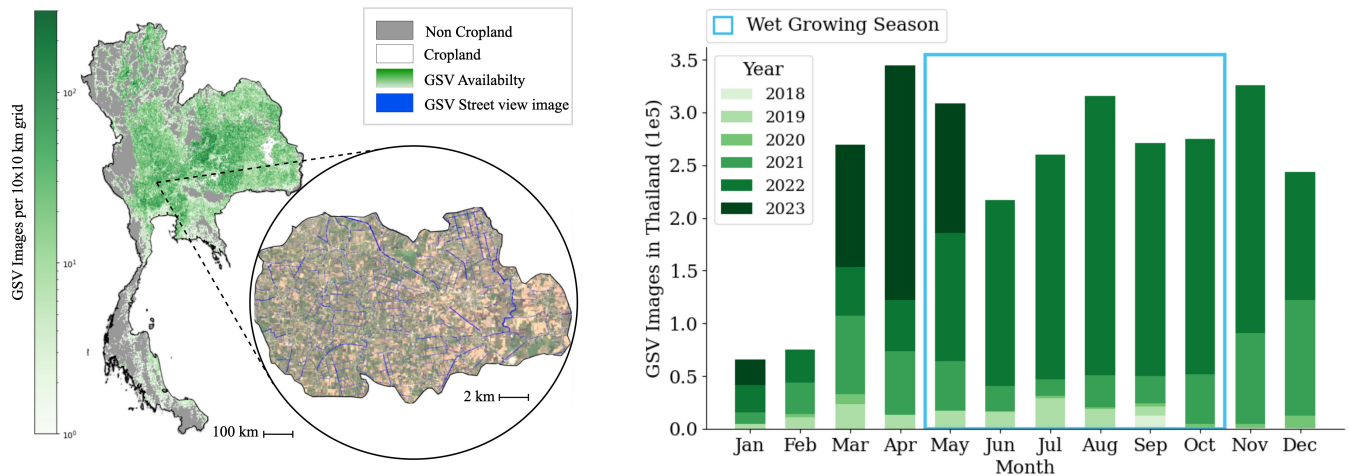 GSV Images per 10x10 km grid
10²
10¹
10⁰
Non Cropland
Cropland
GSV Availabilty
GSV Street view image
100 km
2 km
Wet Growing Season
GSV Images in Thailand (1e5)
3.5
3.0
2.5
2.0
1.5
1.0
0.5
0.0
Year
2018
2019
2020
2021
2022
2023
Jan Feb Mar Apr May Jun Jul Aug Sep Oct Nov Dec
Month